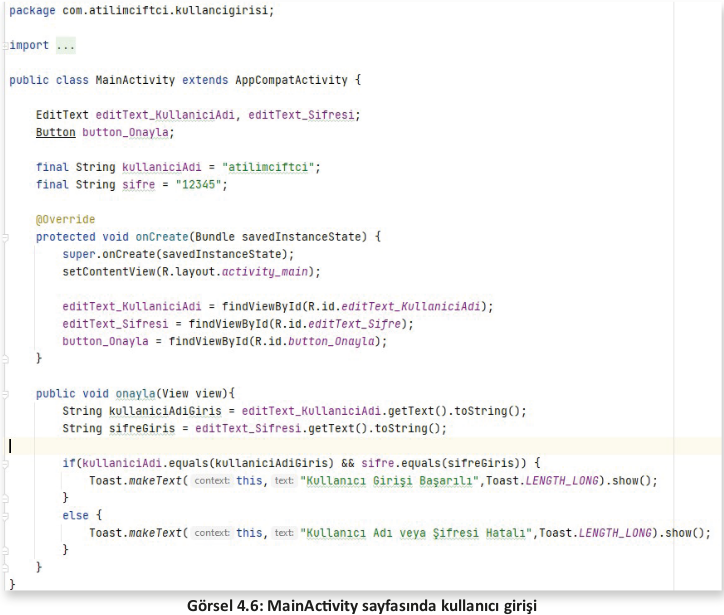 package com.atilimciftci.kullancigirisi;
import ...
public class MainActivity extends AppCompatActivity {
EditText editText_KullaniciAdi, editText_Sifresi;
Button button_Onayla;
final String kullaniciAdi = "atilimciftci";
final String sifre = "12345";
@Override
protected void onCreate(Bundle savedInstanceState) {
super.onCreate(savedInstanceState);
setContentView(R.layout.activity_main);
editText_KullaniciAdi = findViewById(R.id.editText_KullaniciAdi);
editText_Sifresi = findViewById(R.id.editText_Sifre);
button_Onayla = findViewById(R.id.button_Onayla);
}
public void onayla(View view){
String kullaniciAdiGiris = editText_KullaniciAdi.getText().toString();
String sifreGiris = editText_Sifresi.getText().toString();
if(kullaniciAdi.equals(kullaniciAdiGiris) && sifre.equals(sifreGiris)) {
Toast.makeText( context: this, text: "Kullanıcı Girişi Başarılı",Toast.LENGTH_LONG).show();
}
else {
Toast.makeText( context: this, text: "Kullanıcı Adı veya Şifresi Hatalı",Toast.LENGTH_LONG).show();
}
}
}
Görsel 4.6: MainActivity sayfasında kullanıcı girişi